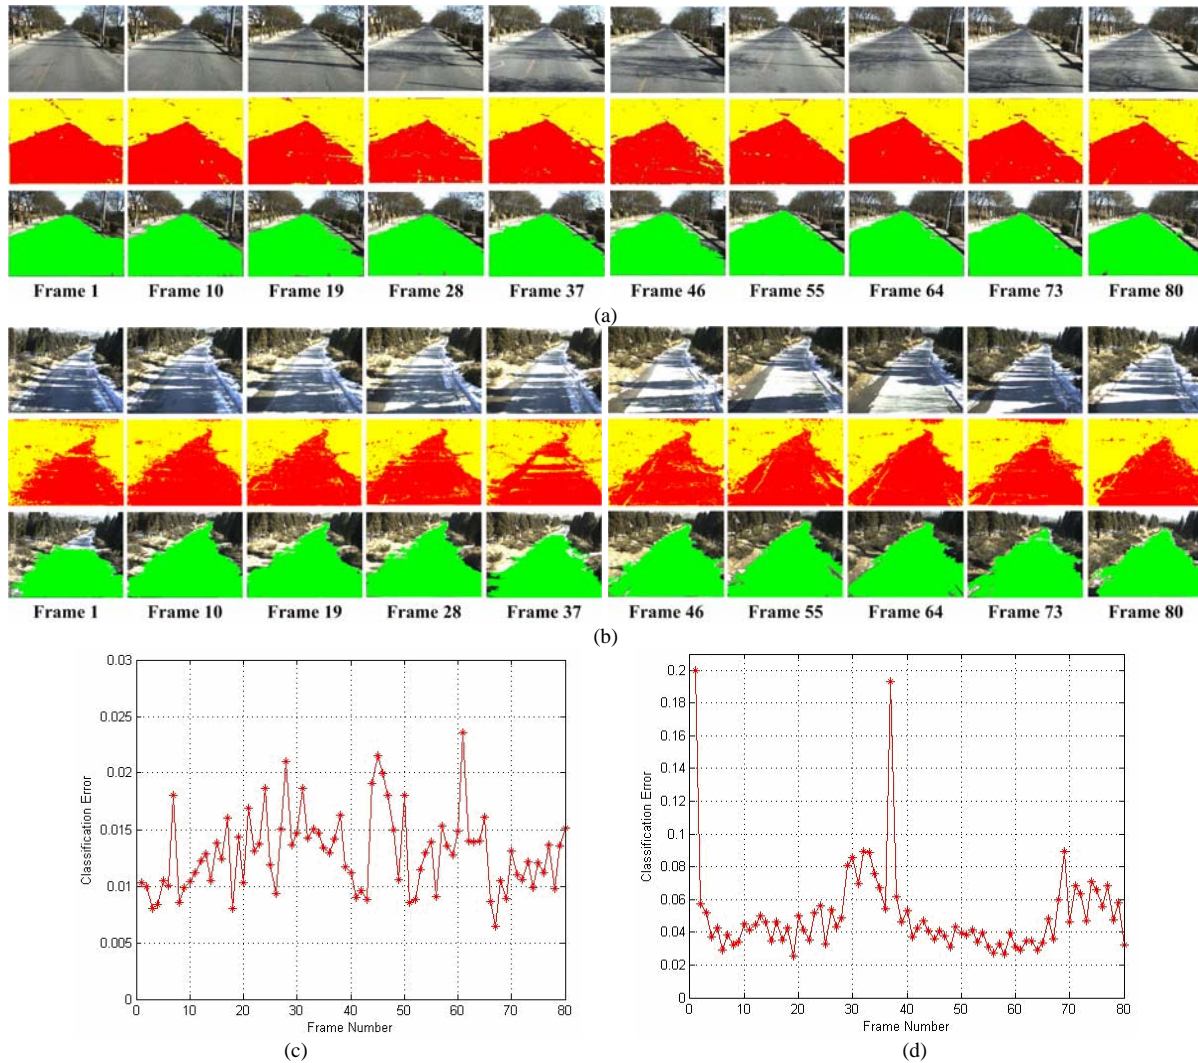 Frame 1 Frame 10 Frame 19 Frame 28 Frame 37 Frame 46 Frame 55 Frame 64 Frame 73 Frame 80
(a)
Frame 1 Frame 10 Frame 19 Frame 28 Frame 37 Frame 46 Frame 55 Frame 64 Frame 73 Frame 80
(b)
0.03
0.025
0.02
0.015
0.01
0.005
0
Classification Error
0 10 20 30 40 50 60 70 80
Frame Number
(c)
0.2
0.18
0.16
0.14
0.12
0.1
0.08
0.06
0.04
0.02
0
Classification Error
0 10 20 30 40 50 60 70 80
Frame Number
(d)